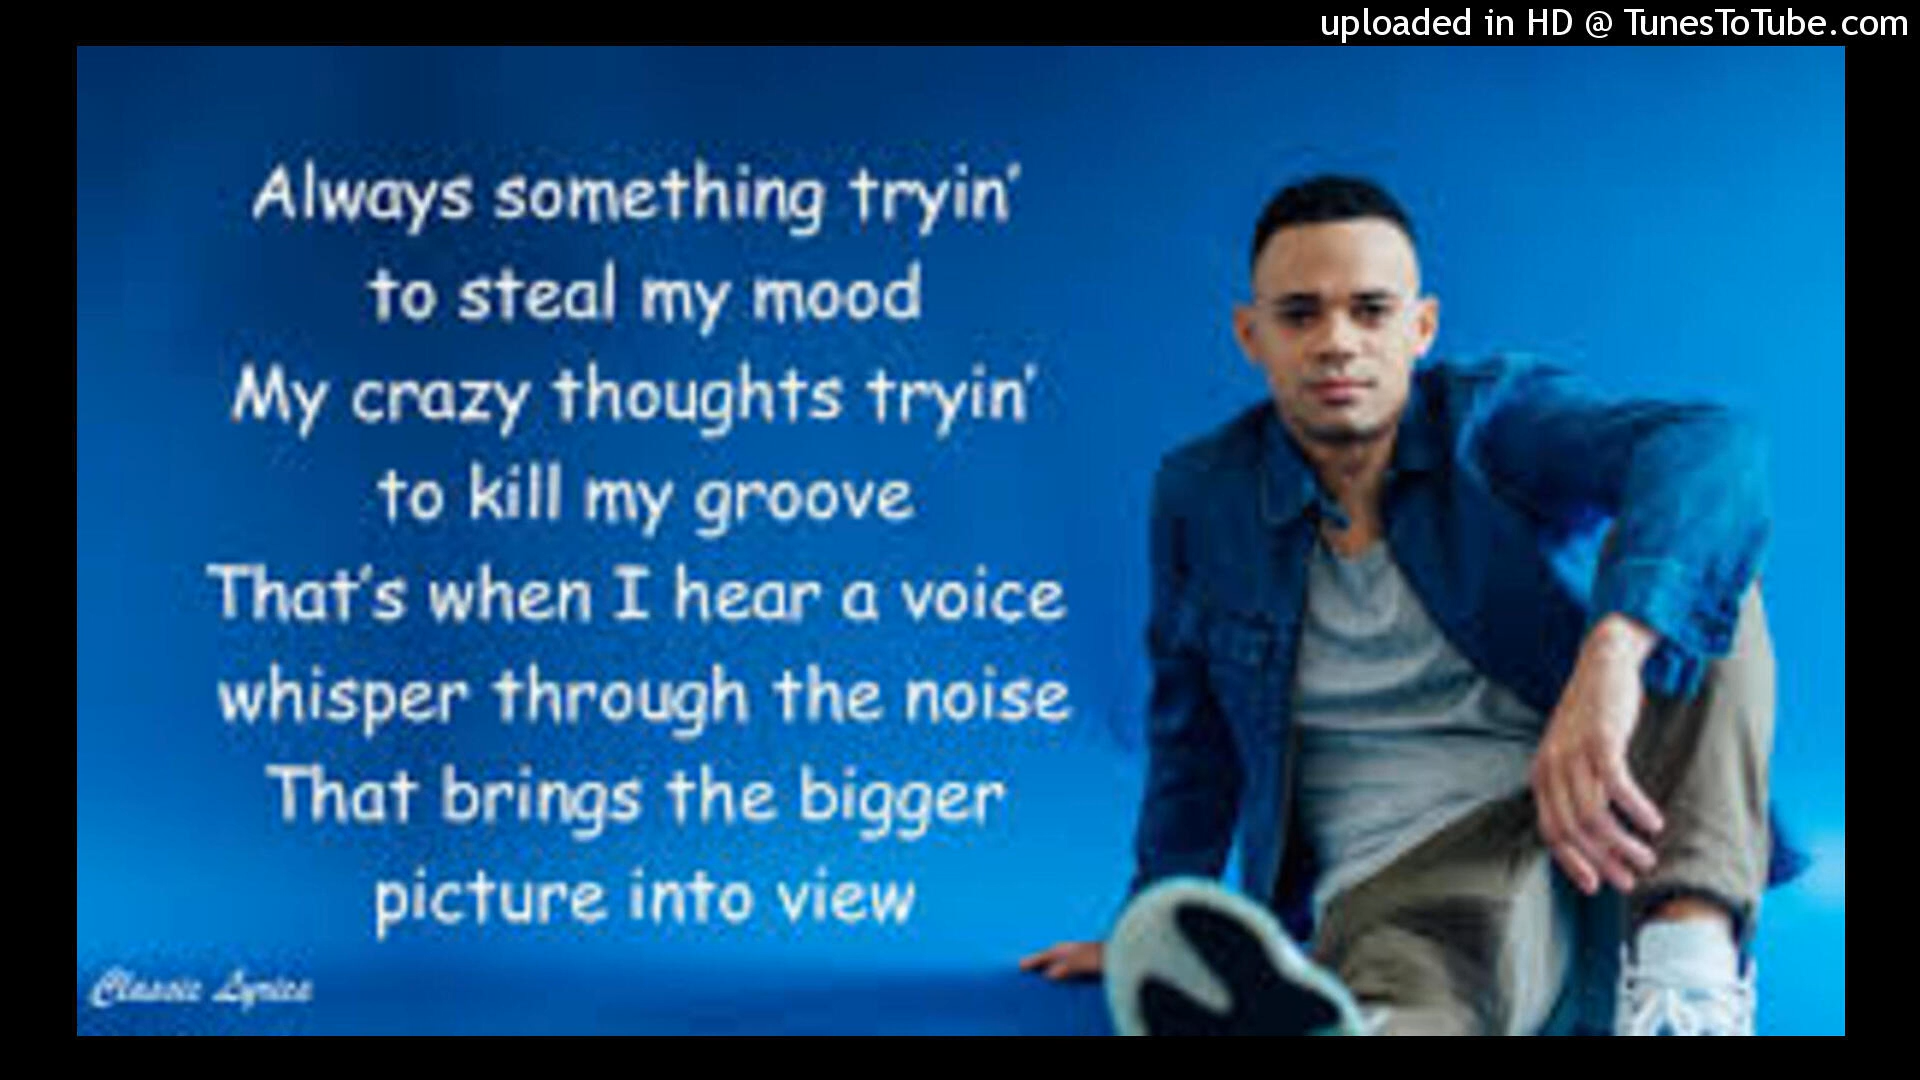 uploaded in HD @ TunesToTube.com
Always something tryin’
to steal my mood
My crazy thoughts tryin’
to kill my groove
That’s when I hear a voice
whisper through the noise
That brings the bigger
picture into view
Classic Lyrics